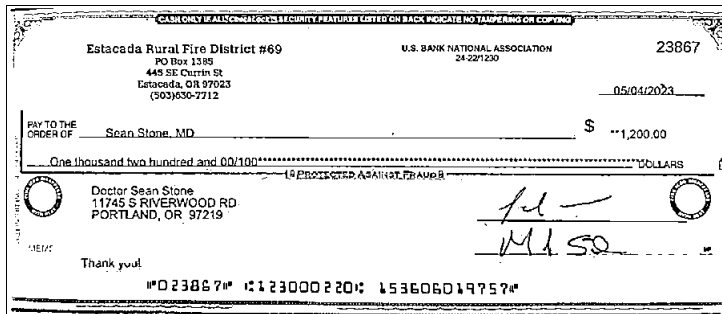 CASH ONLY IF ALL CheckLock™ SECURITY FEATURES LISTED ON BACK INDICATE NO TAMPERING OR COPYING
Estacada Rural Fire District #69
PO Box 1385
445 SE Currin St
Estacada, OR 97023
(503)630-7712
U.S. BANK NATIONAL ASSOCIATION
24-22/1230
23867
05/04/2023
PAY TO THE
ORDER OF Sean Stone, MD $ **1,200.00
One thousand two hundred and 00/100 DOLLARS
PROTECTED AGAINST FRAUD
Doctor Sean Stone
11745 S RIVERWOOD RD
PORTLAND, OR 97219
MEMO
Thank you!
⑈023867⑈ ⑆123000220⑆ 153606019757⑈